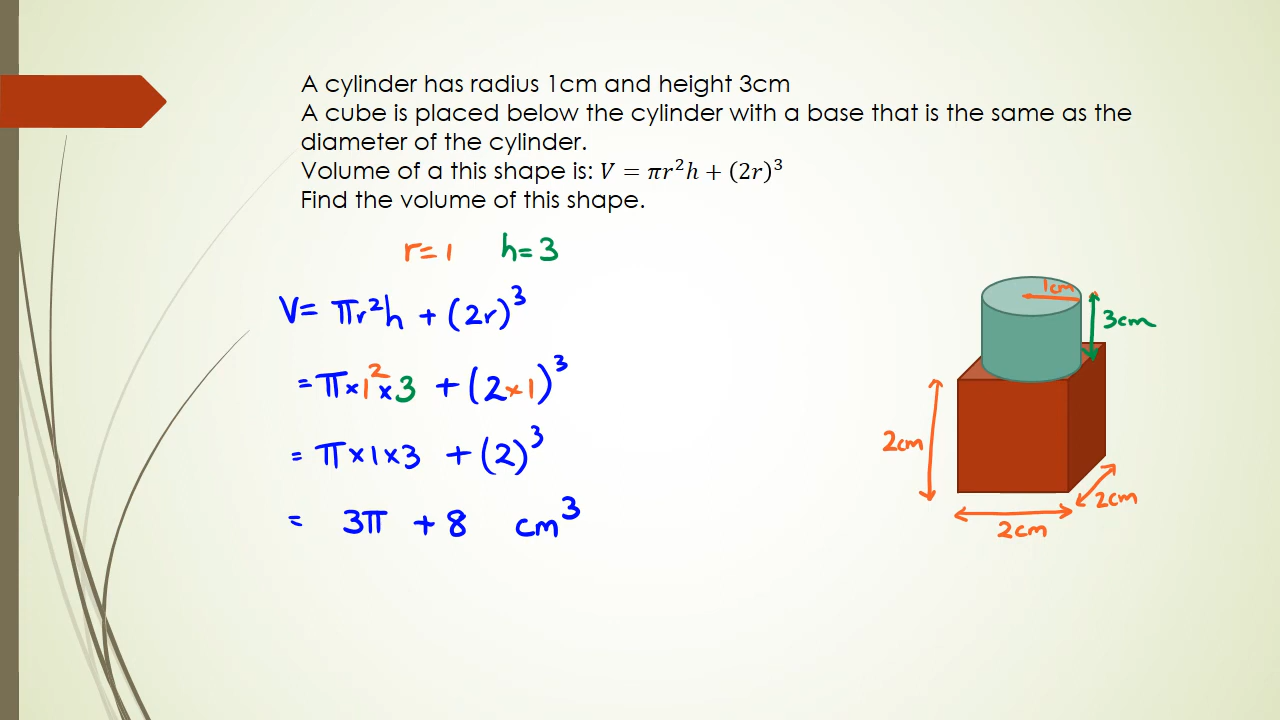 A cylinder has radius 1cm and height 3cm
A cube is placed below the cylinder with a base that is the same as the
diameter of the cylinder.
Volume of a this shape is: V = πr²h + (2r)³
Find the volume of this shape.
r=1 h=3
V= πr²h + (2r)³
= π×1²×3 + (2×1)³
= π×1×3 + (2)³
= 3π + 8 cm³
1cm
3cm
2cm
2cm
2cm